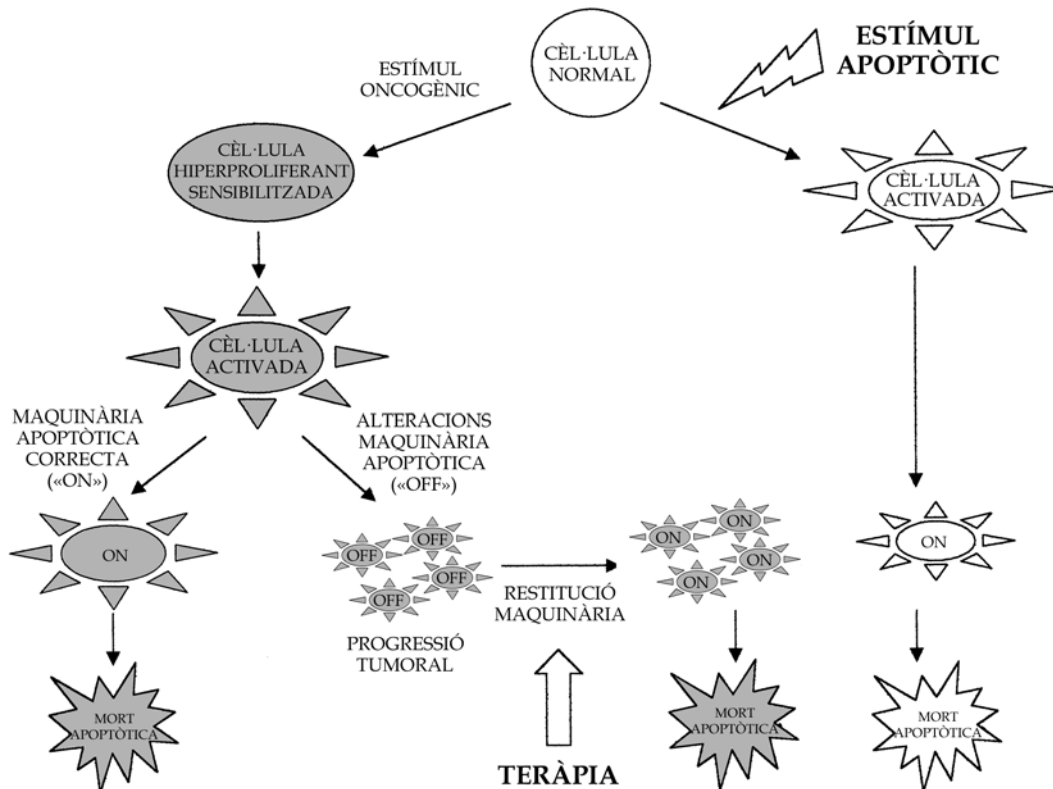 CÈL·LULA
NORMAL
ESTÍMUL
APOPTÒTIC
ESTÍMUL
ONCOGÈNIC
CÈL·LULA
HIPERPROLIFERANT
SENSIBILITZADA
CÈL·LULA
ACTIVADA
CÈL·LULA
ACTIVADA
MAQUINÀRIA
APOPTÒTICA
CORRECTA
(«ON»)
ALTERACIONS
MAQUINÀRIA
APOPTÒTICA
(«OFF»)
ON
OFF
OFF
OFF
OFF
PROGRESSIÓ
TUMORAL
RESTITUCIÓ
MAQUINÀRIA
ON
ON
ON
ON
ON
MORT
APOPTÒTICA
TERÀPIA
MORT
APOPTÒTICA
MORT
APOPTÒTICA